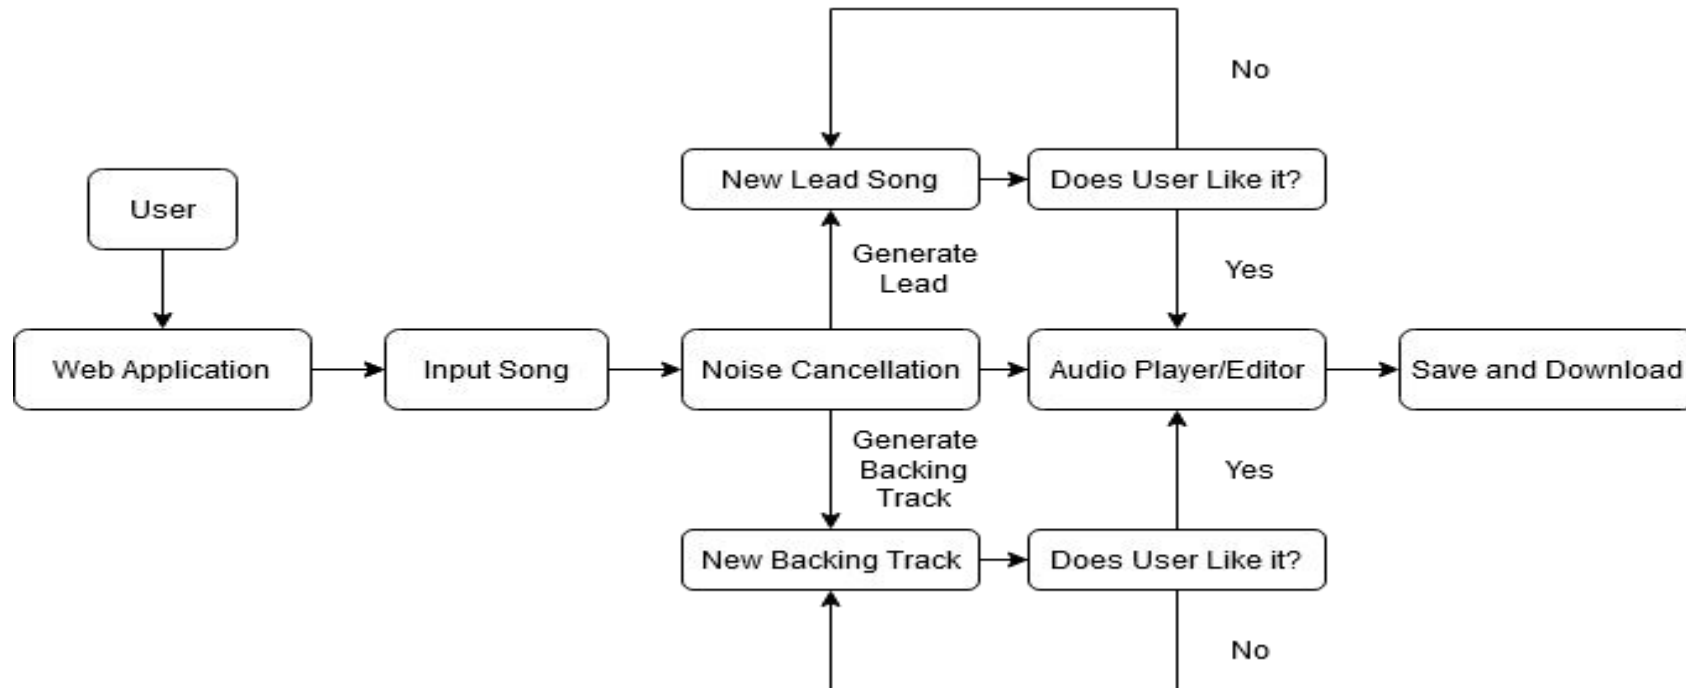 No
New Lead Song
Does User Like it?
User
Generate
Lead
Yes
Web Application
Input Song
Noise Cancellation
Audio Player/Editor
Save and Download
Generate
Backing
Track
Yes
New Backing Track
Does User Like it?
No